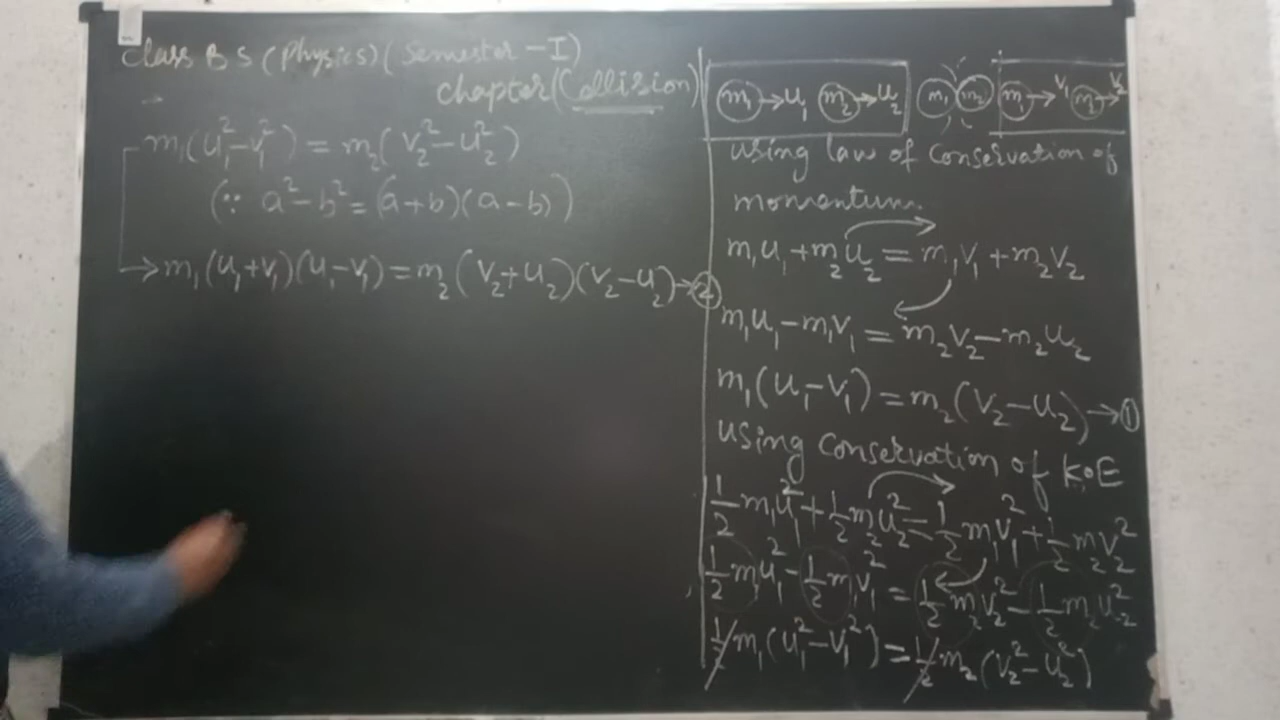 Class B S (Physics) (Semester - I)
chapter (Collision)
m₁(u₁² - v₁²) = m₂(v₂² - u₂²)
(∵ a² - b² = (a+b)(a-b))
→ m₁(u₁+v₁)(u₁-v₁) = m₂(v₂+u₂)(v₂-u₂) → ②
m₁ → u₁ m₂ → u₂ m₁ m₂ m₁ → v₁ m₂ → v₂
using law of conservation of
momentum.
m₁u₁ + m₂u₂ = m₁v₁ + m₂v₂
m₁u₁ - m₁v₁ = m₂v₂ - m₂u₂
m₁(u₁ - v₁) = m₂(v₂ - u₂) → ①
using conservation of K.E
½m₁u₁² + ½m₂u₂² = ½m₁v₁² + ½m₂v₂²
½m₁u₁² - ½m₁v₁² = ½m₂v₂² - ½m₂u₂²
½m₁(u₁² - v₁²) = ½m₂(v₂² - u₂²)